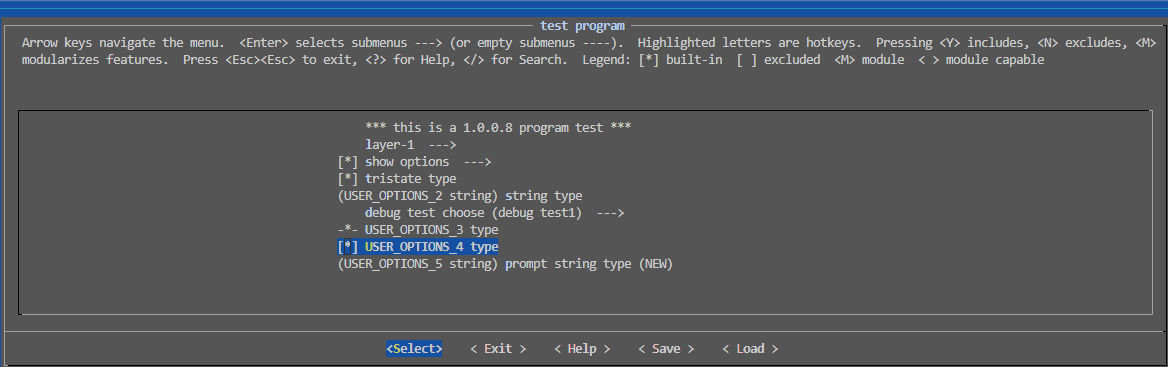 test program
Arrow keys navigate the menu.  <Enter> selects submenus ---> (or empty submenus ----).  Highlighted letters are hotkeys.  Pressing <Y> includes, <N> excludes, <M>
modularizes features.  Press <Esc><Esc> to exit, <?> for Help, </> for Search.  Legend: [*] built-in  [ ] excluded  <M> module  < > module capable
*** this is a 1.0.0.8 program test ***
layer-1  --->
[*] show options  --->
[*] tristate type
(USER_OPTIONS_2 string) string type
debug test choose (debug test1)  --->
-*- USER_OPTIONS_3 type
[*] USER_OPTIONS_4 type
(USER_OPTIONS_5 string) prompt string type (NEW)
<Select>    < Exit >    < Help >    < Save >    < Load >